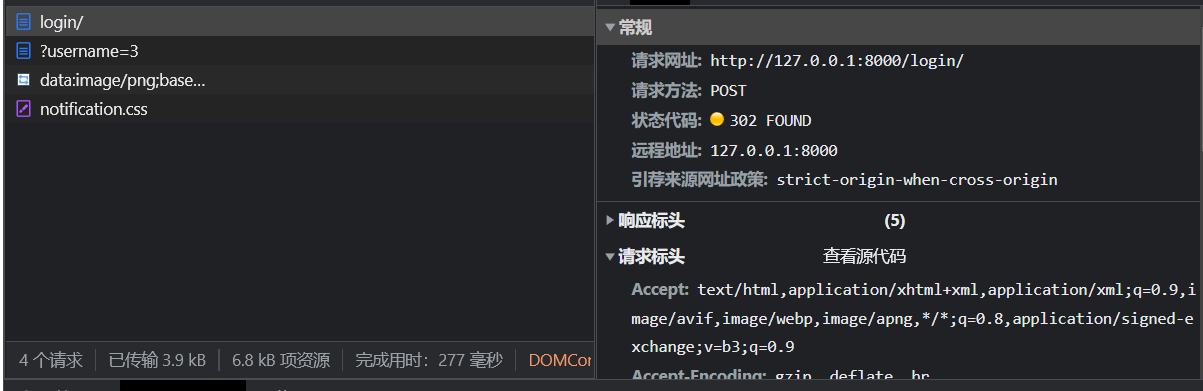 login/
?username=3
data:image/png;base...
notification.css
4 个请求
已传输 3.9 kB
6.8 kB 项资源
完成用时：277 毫秒
DOMCon
常规
请求网址: http://127.0.0.1:8000/login/
请求方法: POST
状态代码: 302 FOUND
远程地址: 127.0.0.1:8000
引荐来源网址政策: strict-origin-when-cross-origin
响应标头 (5)
请求标头 查看源代码
Accept: text/html,application/xhtml+xml,application/xml;q=0.9,i
mage/avif,image/webp,image/apng,*/*;q=0.8,application/signed-e
xchange;v=b3;q=0.9
Accept-Encoding: gzip, deflate, br